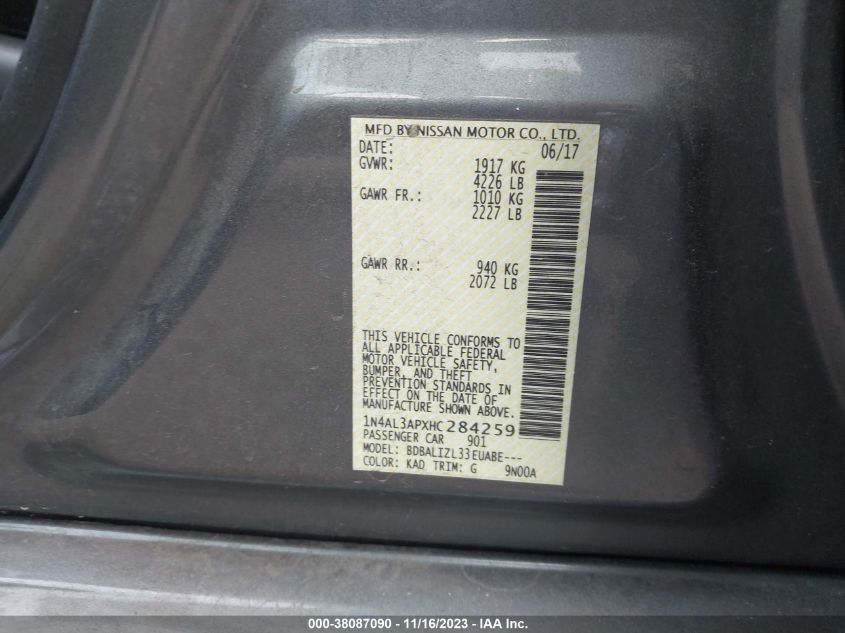 MFD BY NISSAN MOTOR CO., LTD.
DATE: 06/17
GVWR: 1917 KG
4226 LB
GAWR FR.: 1010 KG
2227 LB
GAWR RR.: 940 KG
2072 LB
THIS VEHICLE CONFORMS TO
ALL APPLICABLE FEDERAL
MOTOR VEHICLE SAFETY,
BUMPER, AND THEFT
PREVENTION STANDARDS IN
EFFECT ON THE DATE OF
MANUFACTURE SHOWN ABOVE.
1N4AL3APXHC284259
PASSENGER CAR 901
MODEL: BDBALIZL33EUABE---
COLOR: KAD TRIM: G 9N00A
000-38087090 - 11/16/2023 - IAA Inc.